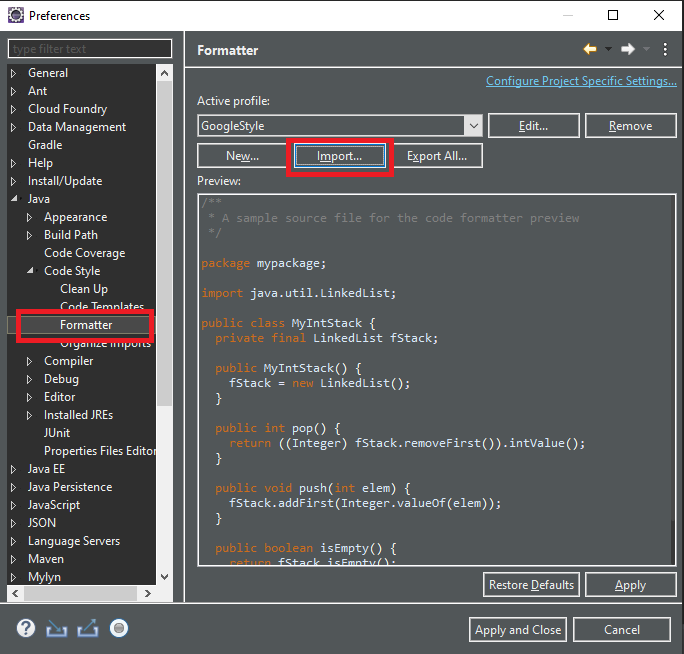 Preferences
type filter text
General
Ant
Cloud Foundry
Data Management
Gradle
Help
Install/Update
Java
Appearance
Build Path
Code Coverage
Code Style
Clean Up
Code Templates
Formatter
Organize Imports
Compiler
Debug
Editor
Installed JREs
JUnit
Properties Files Editor
Java EE
Java Persistence
JavaScript
JSON
Language Servers
Maven
Mylyn
Formatter
Configure Project Specific Settings...
Active profile:
GoogleStyle
Edit...
Remove
New...
Import...
Export All...
Preview:
/**
 * A sample source file for the code formatter preview
 */
package mypackage;
import java.util.LinkedList;
public class MyIntStack {
  private final LinkedList fStack;
  public MyIntStack() {
    fStack = new LinkedList();
  }
  public int pop() {
    return ((Integer) fStack.removeFirst()).intValue();
  }
  public void push(int elem) {
    fStack.addFirst(Integer.valueOf(elem));
  }
  public boolean isEmpty() {
    return fStack.isEmpty();
Restore Defaults
Apply
?
Apply and Close
Cancel